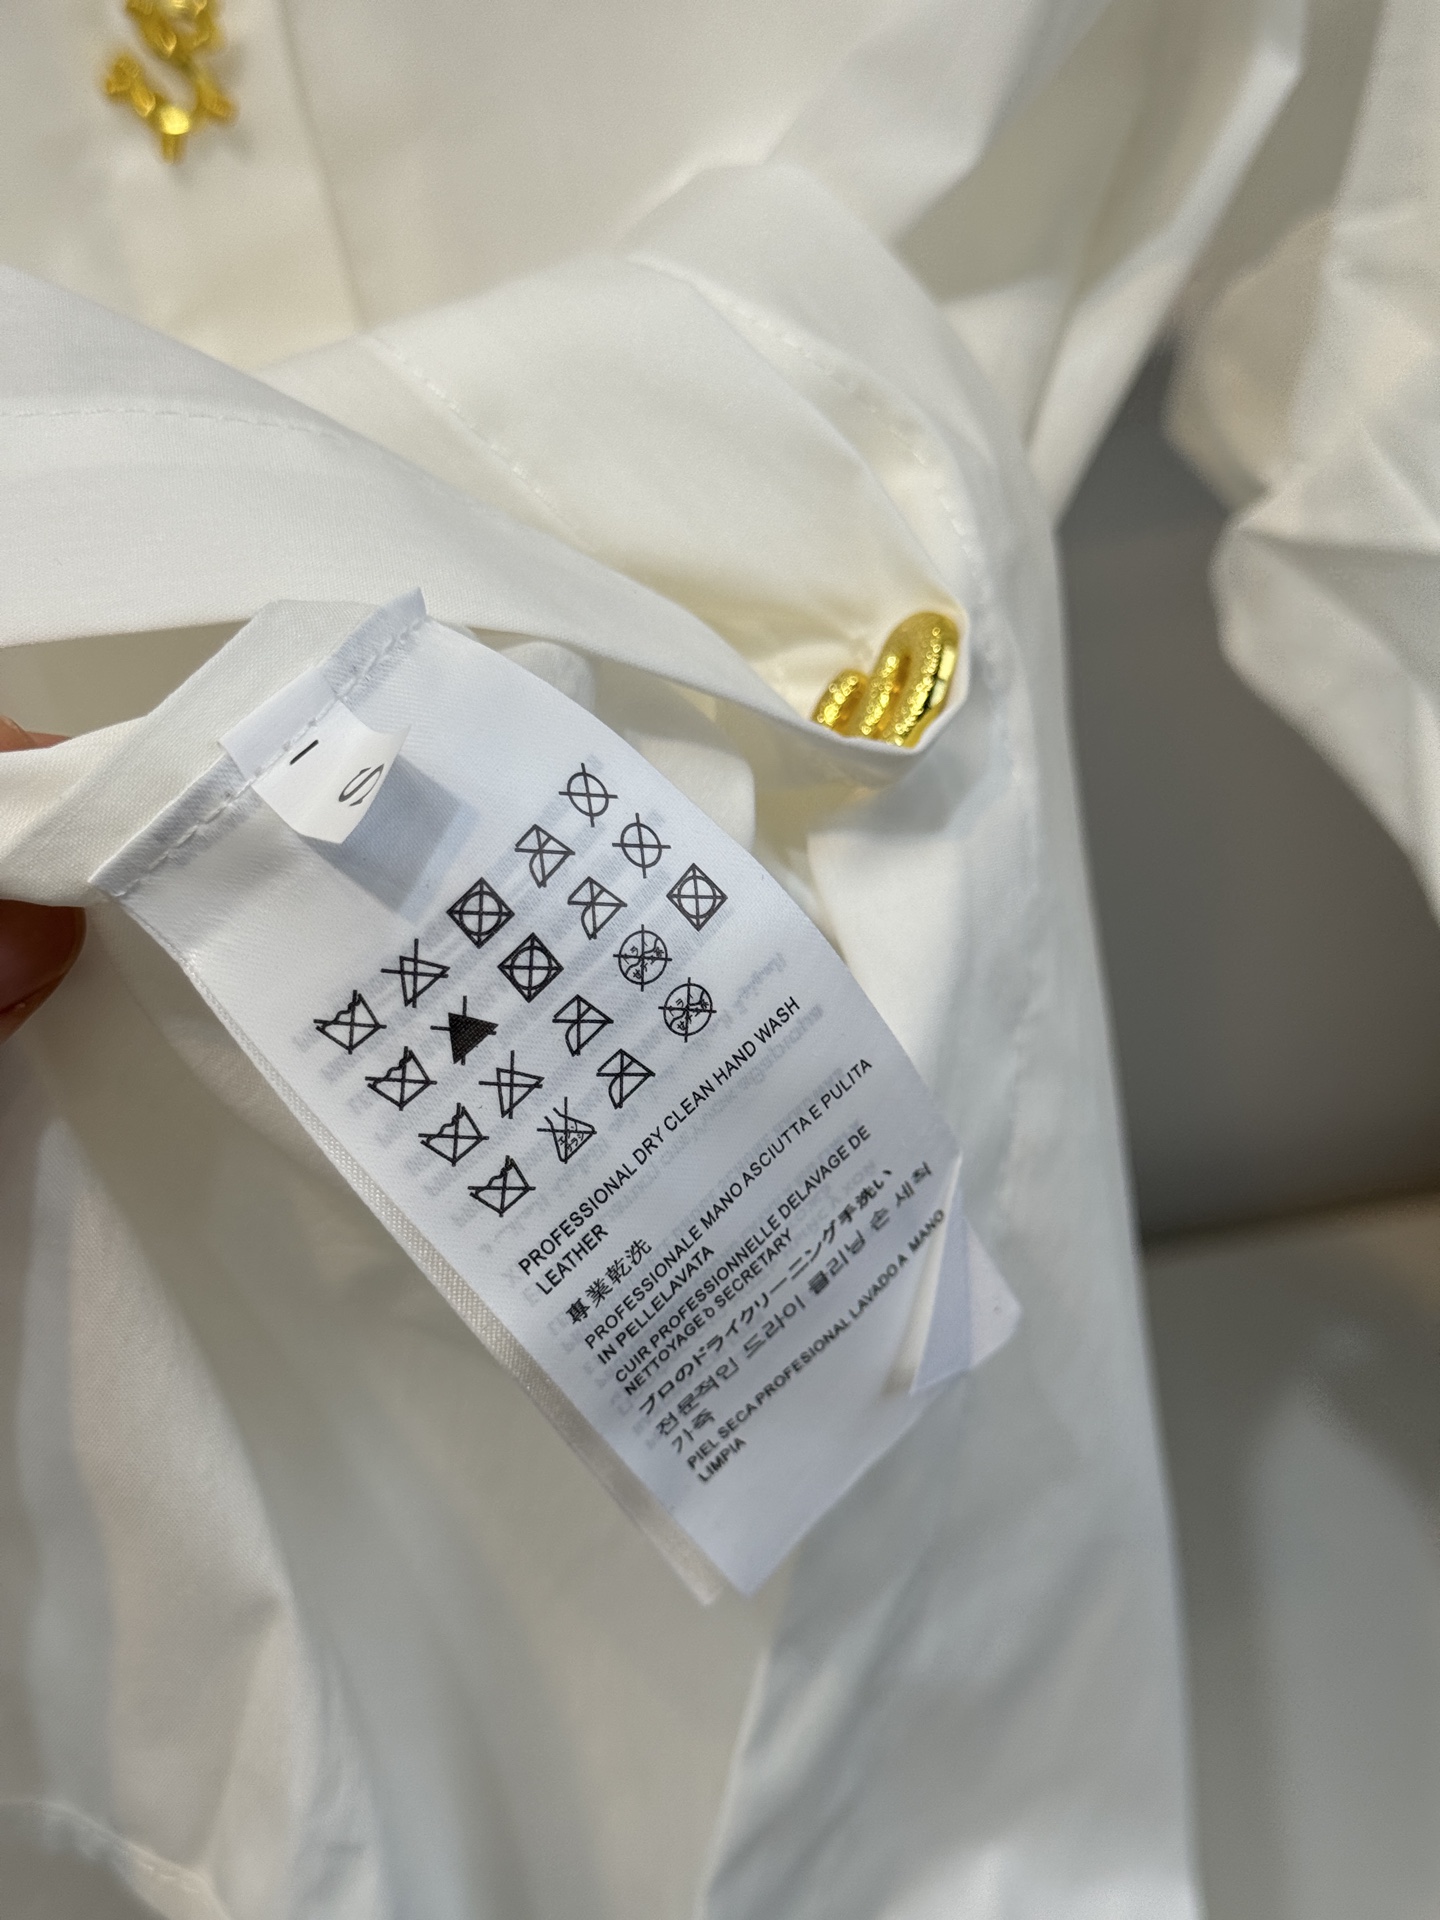 S
PROFESSIONAL DRY CLEAN HAND WASH
LEATHER
專業乾洗
PROFESSIONALE MANO ASCIUTTA E PULITA
IN PELLELAVATA
CUIR PROFESSIONNELLE DELAVAGE DE
NETTOYAGE ò SECRETARY
プロのドライクリーニング手洗い
전문적인 드라이 클리닝 손 세척
가죽
PIEL SECA PROFESIONAL LAVADO A MANO
LIMPIA